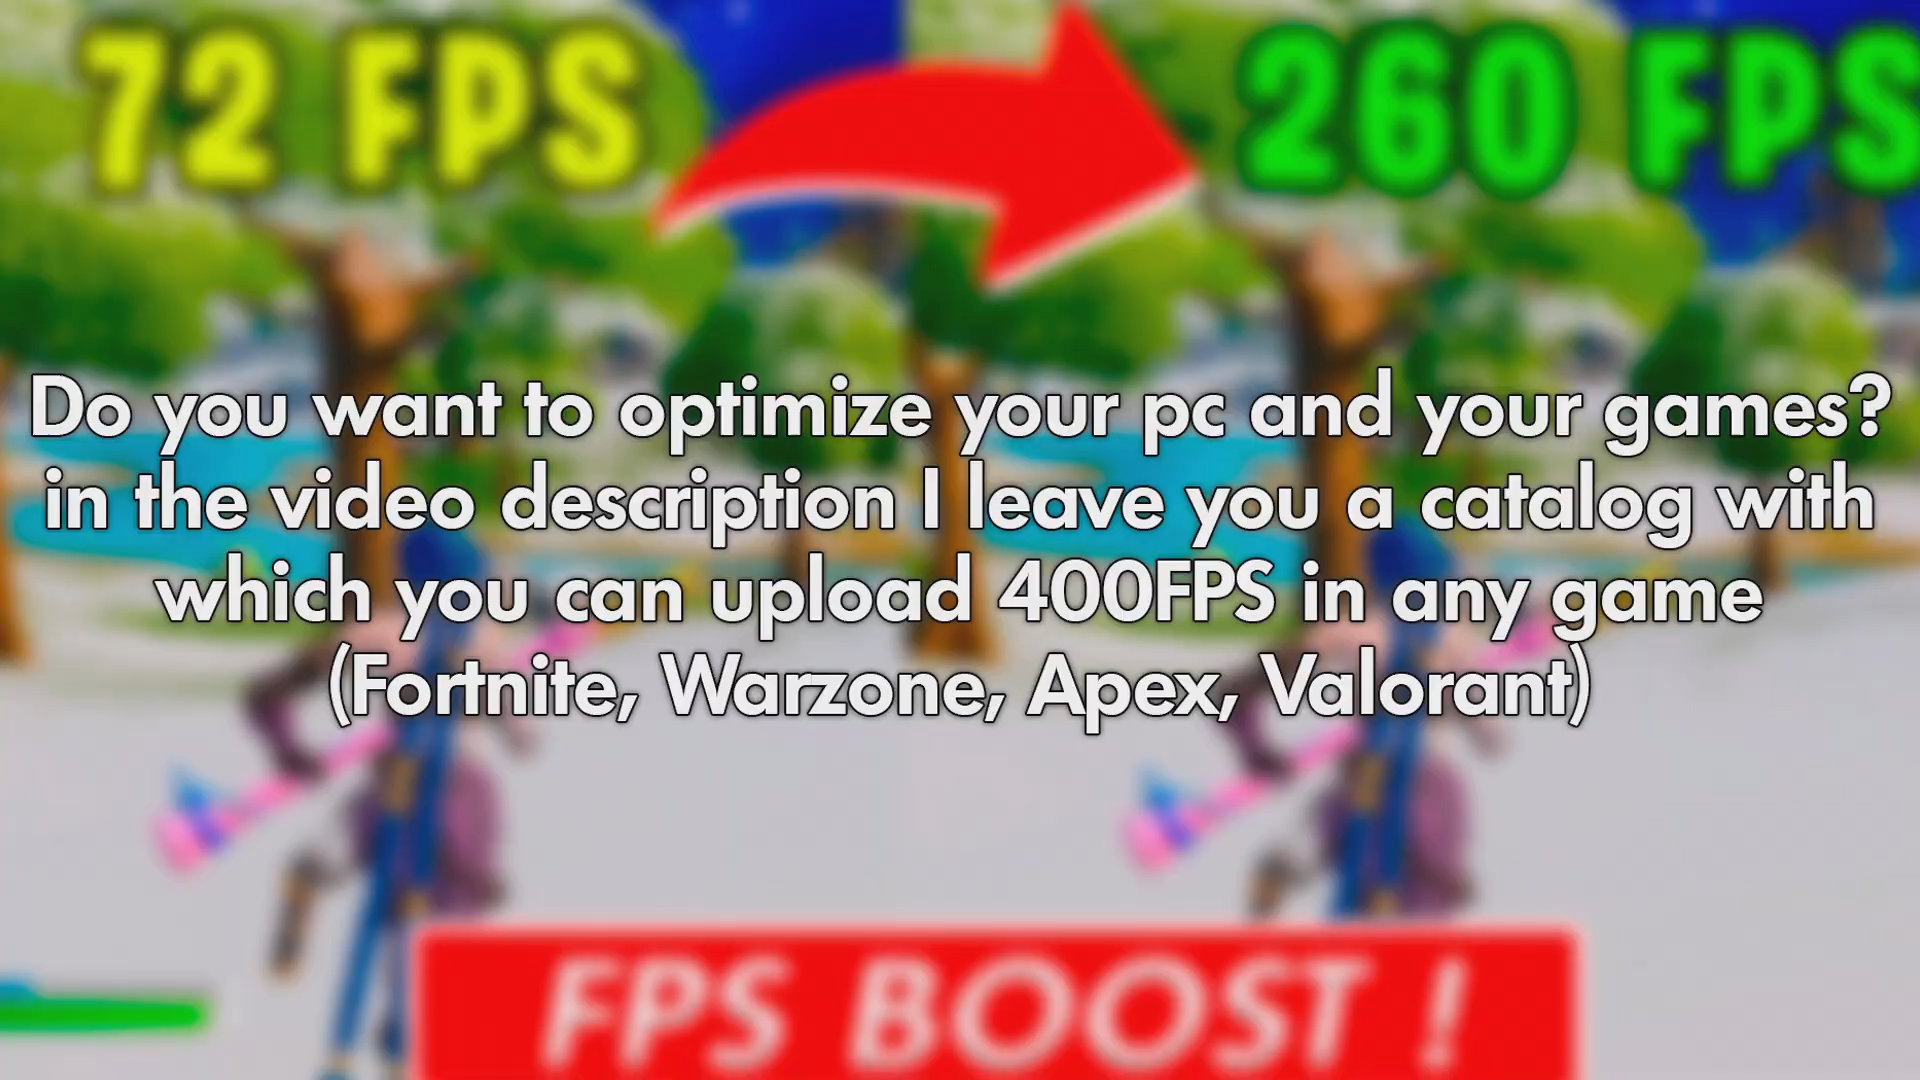 72 FPS
260 FPS
Do you want to optimize your pc and your games?
in the video description I leave you a catalog with
which you can upload 400FPS in any game
(Fortnite, Warzone, Apex, Valorant)
FPS BOOST !